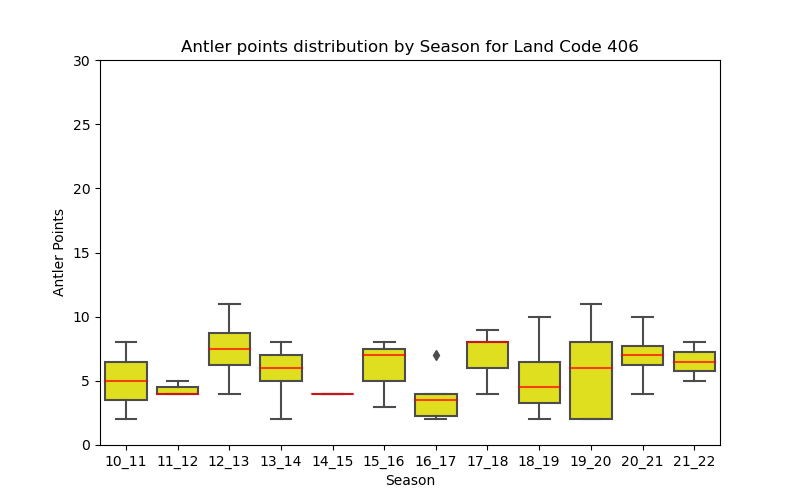 Antler points distribution by Season for Land Code 406
30
25
20
15
10
5
0
Antler Points
10_11 11_12 12_13 13_14 14_15 15_16 16_17 17_18 18_19 19_20 20_21 21_22
Season